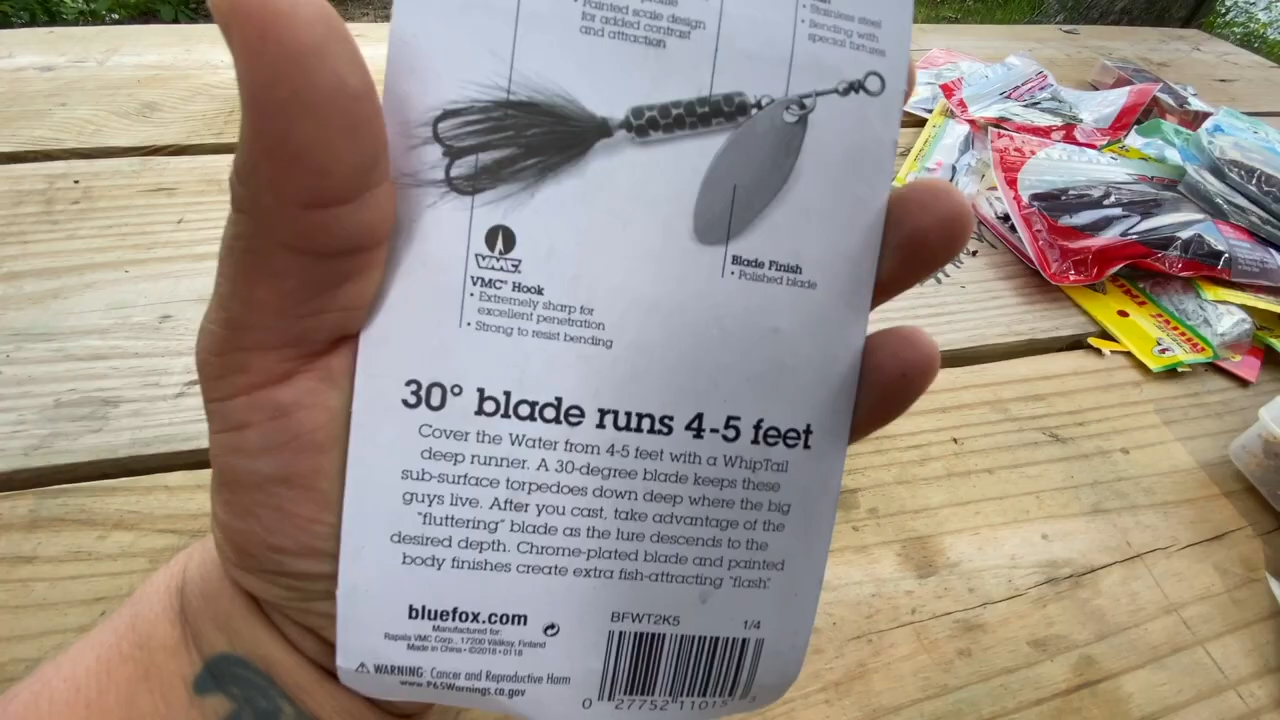 • Painted scale design
for added contrast
and attraction
• Stainless steel
• Bending with
special fixtures
VMC
VMC® Hook
• Extremely sharp for
excellent penetration
• Strong to resist bending
Blade Finish
• Polished blade
30° blade runs 4-5 feet
Cover the Water from 4-5 feet with a WhipTail
deep runner. A 30-degree blade keeps these
sub-surface torpedoes down deep where the big
guys live. After you cast, take advantage of the
"fluttering" blade as the lure descends to the
desired depth. Chrome-plated blade and painted
body finishes create extra fish-attracting "flash".
bluefox.com
Manufactured for:
Rapala VMC Corp., 17200 Vääksy, Finland
Made in China • ©2018 • 0118
⚠ WARNING: Cancer and Reproductive Harm
www.P65Warnings.ca.gov
BFWT2K5 1/4
0 27752 11015 3